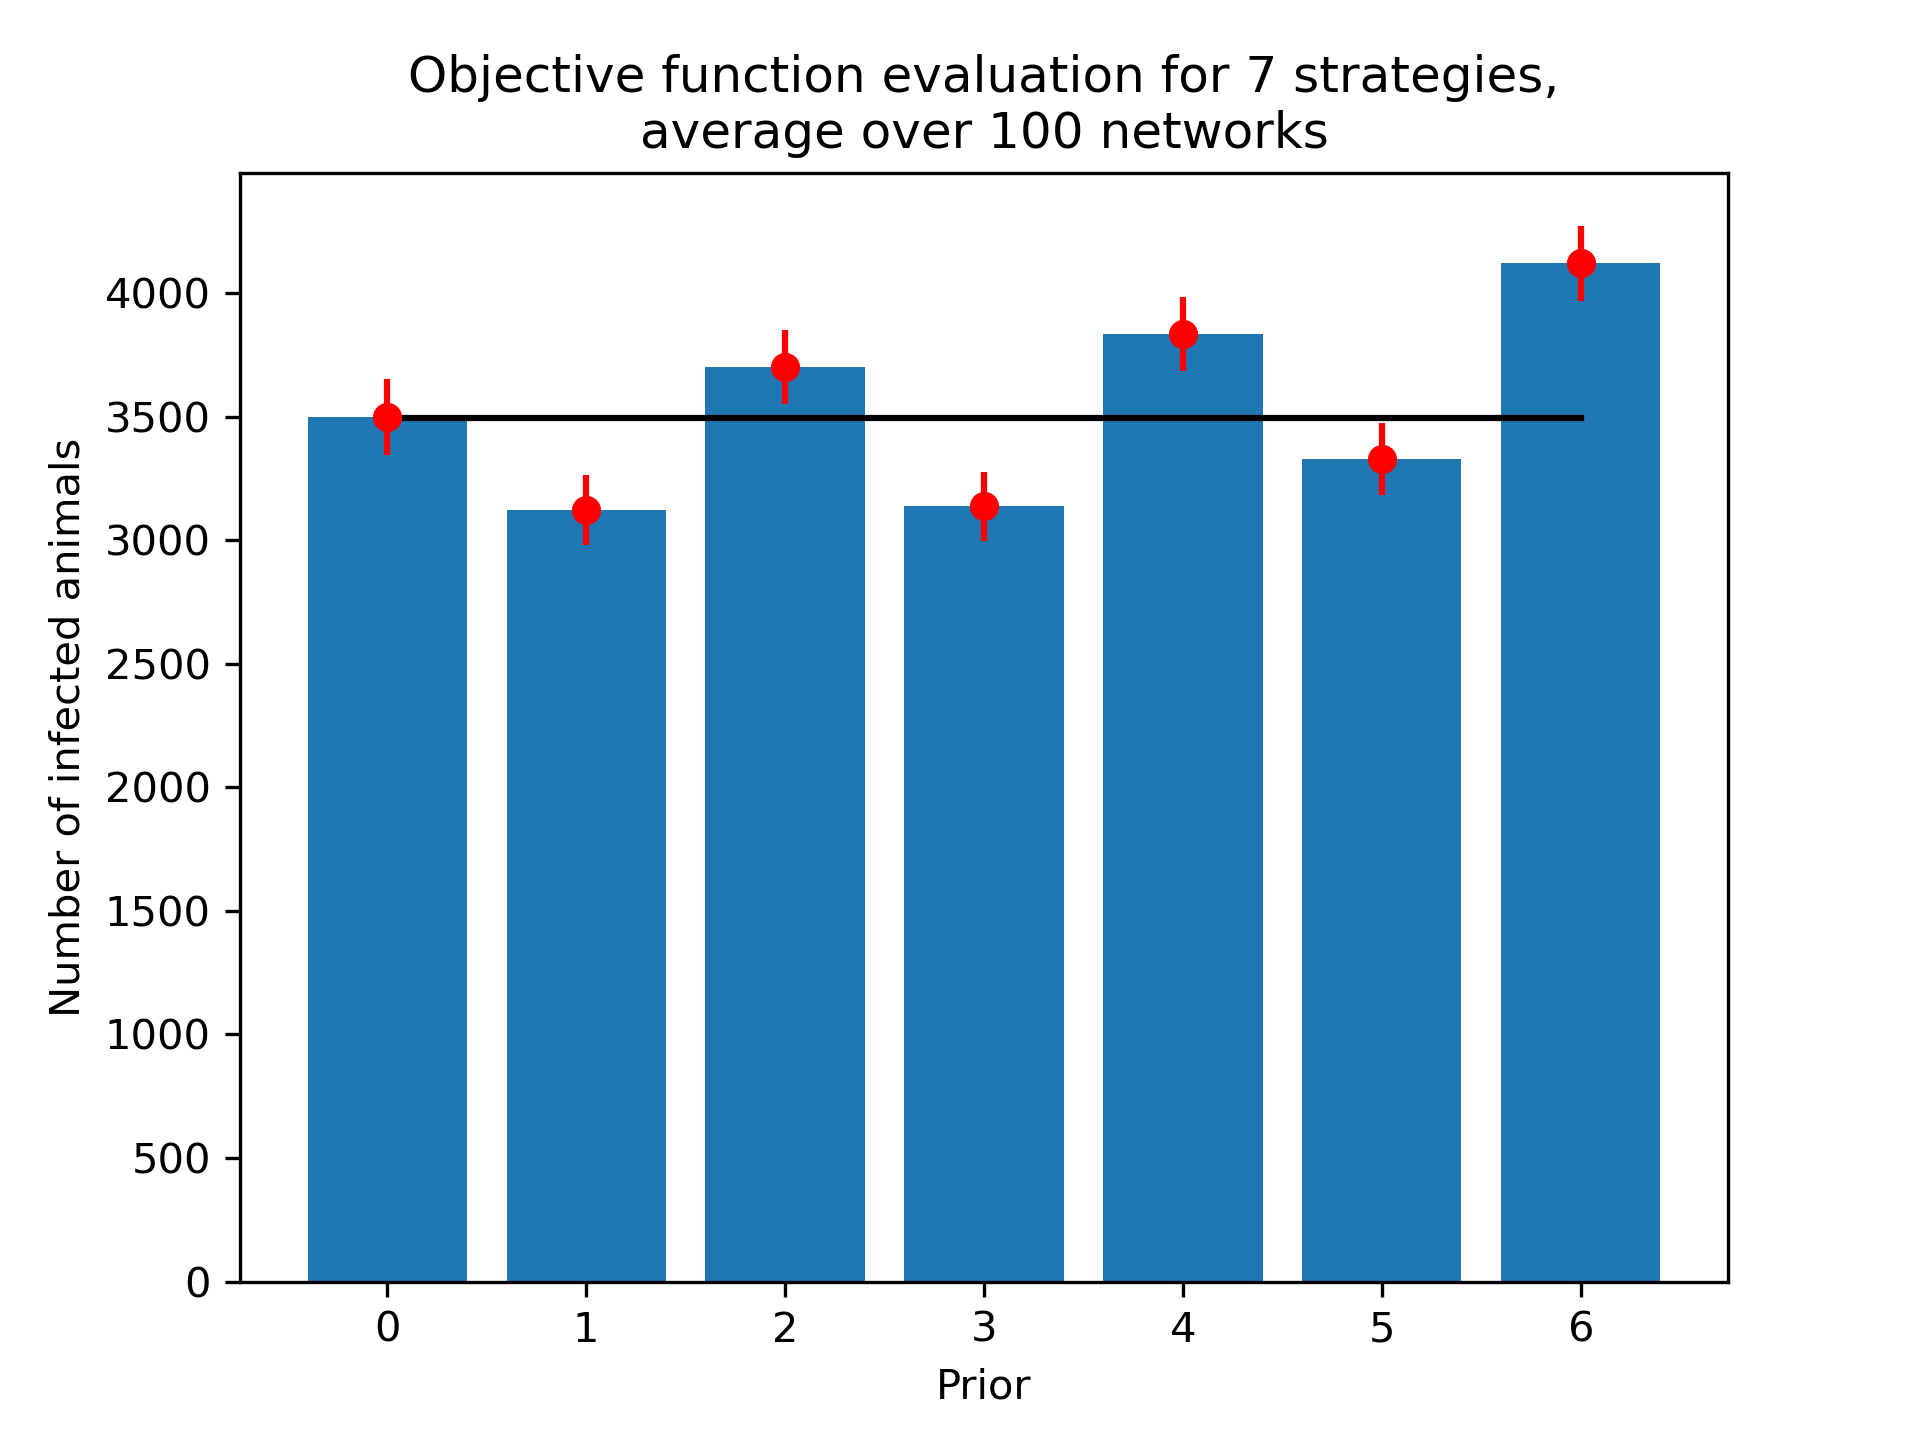 Objective function evaluation for 7 strategies,
average over 100 networks
Number of infected animals
4000
3500
3000
2500
2000
1500
1000
500
0
0 1 2 3 4 5 6
Prior